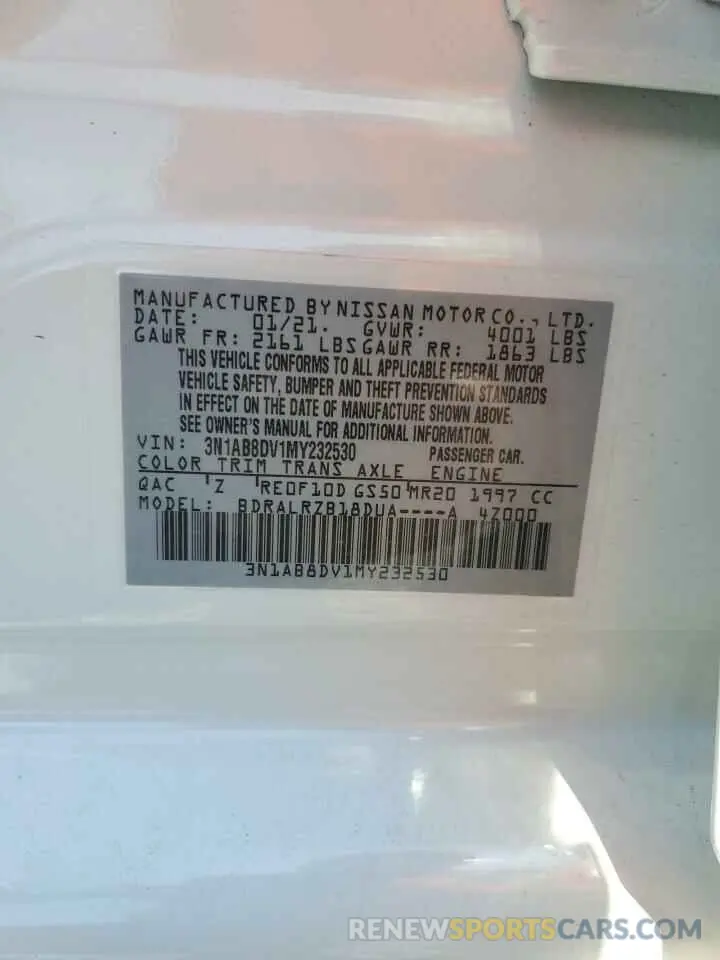 MANUFACTURED BY NISSAN MOTOR CO., LTD.
DATE: 01/21. GVWR: 4001 LBS
GAWR FR: 2161 LBS GAWR RR: 1863 LBS
THIS VEHICLE CONFORMS TO ALL APPLICABLE FEDERAL MOTOR
VEHICLE SAFETY, BUMPER AND THEFT PREVENTION STANDARDS
IN EFFECT ON THE DATE OF MANUFACTURE SHOWN ABOVE.
SEE OWNER'S MANUAL FOR ADDITIONAL INFORMATION.
VIN: 3N1AB8DV1MY232530 PASSENGER CAR.
COLOR TRIM TRANS AXLE ENGINE
QAC Z RE0F10D GS50 MR20 1997 CC
MODEL: BDRALRZB18DUA----A 4Z000
3N1AB8DV1MY232530
RENEWSPORTSCARS.COM